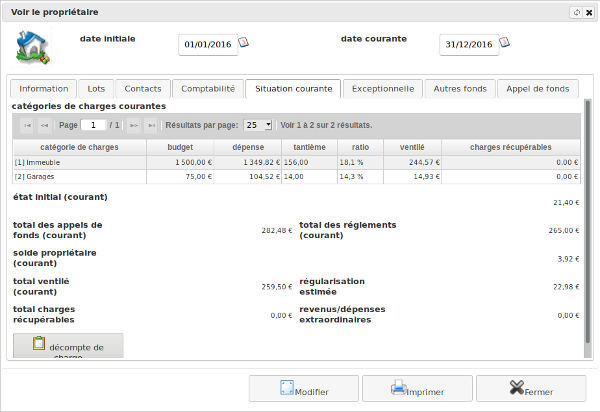 Voir le propriétaire
date initiale 01/01/2016 date courante 31/12/2016
Information Lots Contacts Comptabilité Situation courante Exceptionnelle Autres fonds Appel de fonds
catégories de charges courantes
Page 1 / 1 Résultats par page: 25 Voir 1 à 2 sur 2 résultats.
catégorie de charges budget dépense tantième ratio ventilé charges récupérables
[1] Immeuble 1 500,00 € 1 349,82 € 156,00 18,1 % 244,57 € 0,00 €
[2] Garages 75,00 € 104,52 € 14,00 14,3 % 14,93 € 0,00 €
état initial (courant) 21,40 €
total des appels de fonds (courant) 282,48 € total des réglements (courant) 265,00 €
solde propriétaire (courant) 3,92 €
total ventilé (courant) 259,50 € régularisation estimée 22,98 €
total charges récupérables 0,00 € revenus/dépenses extraordinaires 0,00 €
décompte de
charge
Modifier Imprimer Fermer